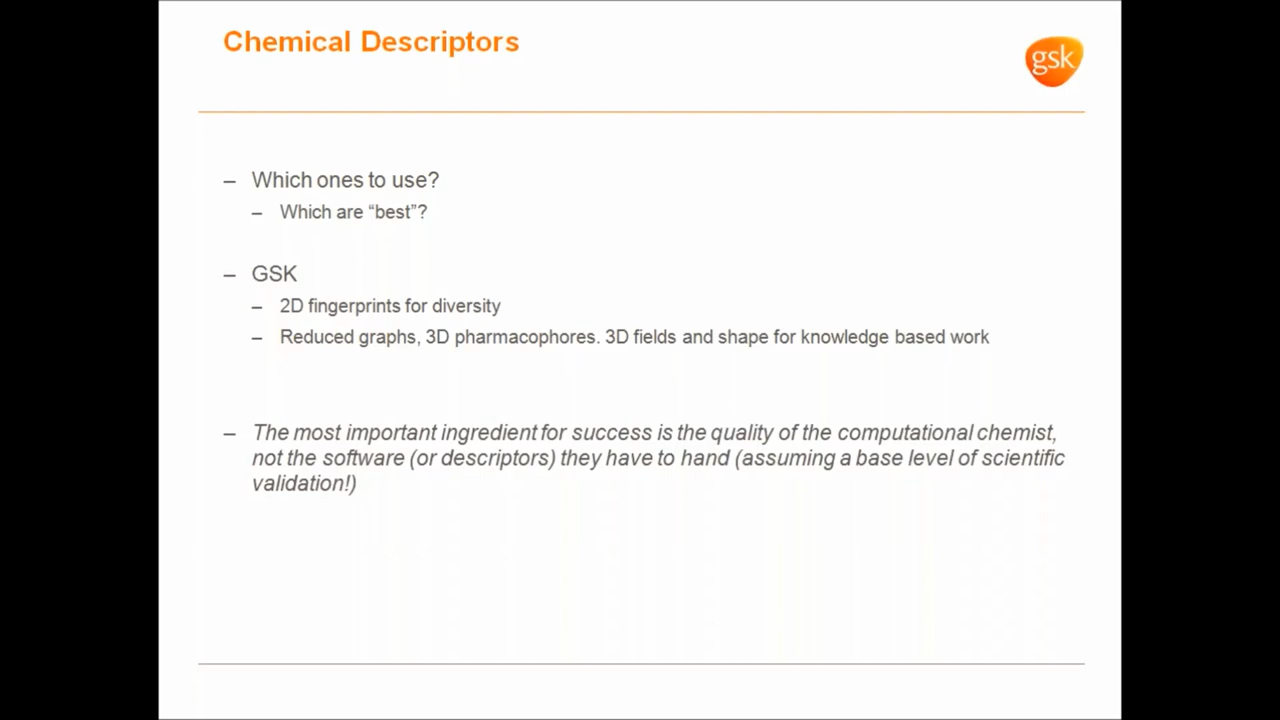 Chemical Descriptors
gsk
– Which ones to use?
– Which are “best”?
– GSK
– 2D fingerprints for diversity
– Reduced graphs, 3D pharmacophores. 3D fields and shape for knowledge based work
– The most important ingredient for success is the quality of the computational chemist,
not the software (or descriptors) they have to hand (assuming a base level of scientific
validation!)